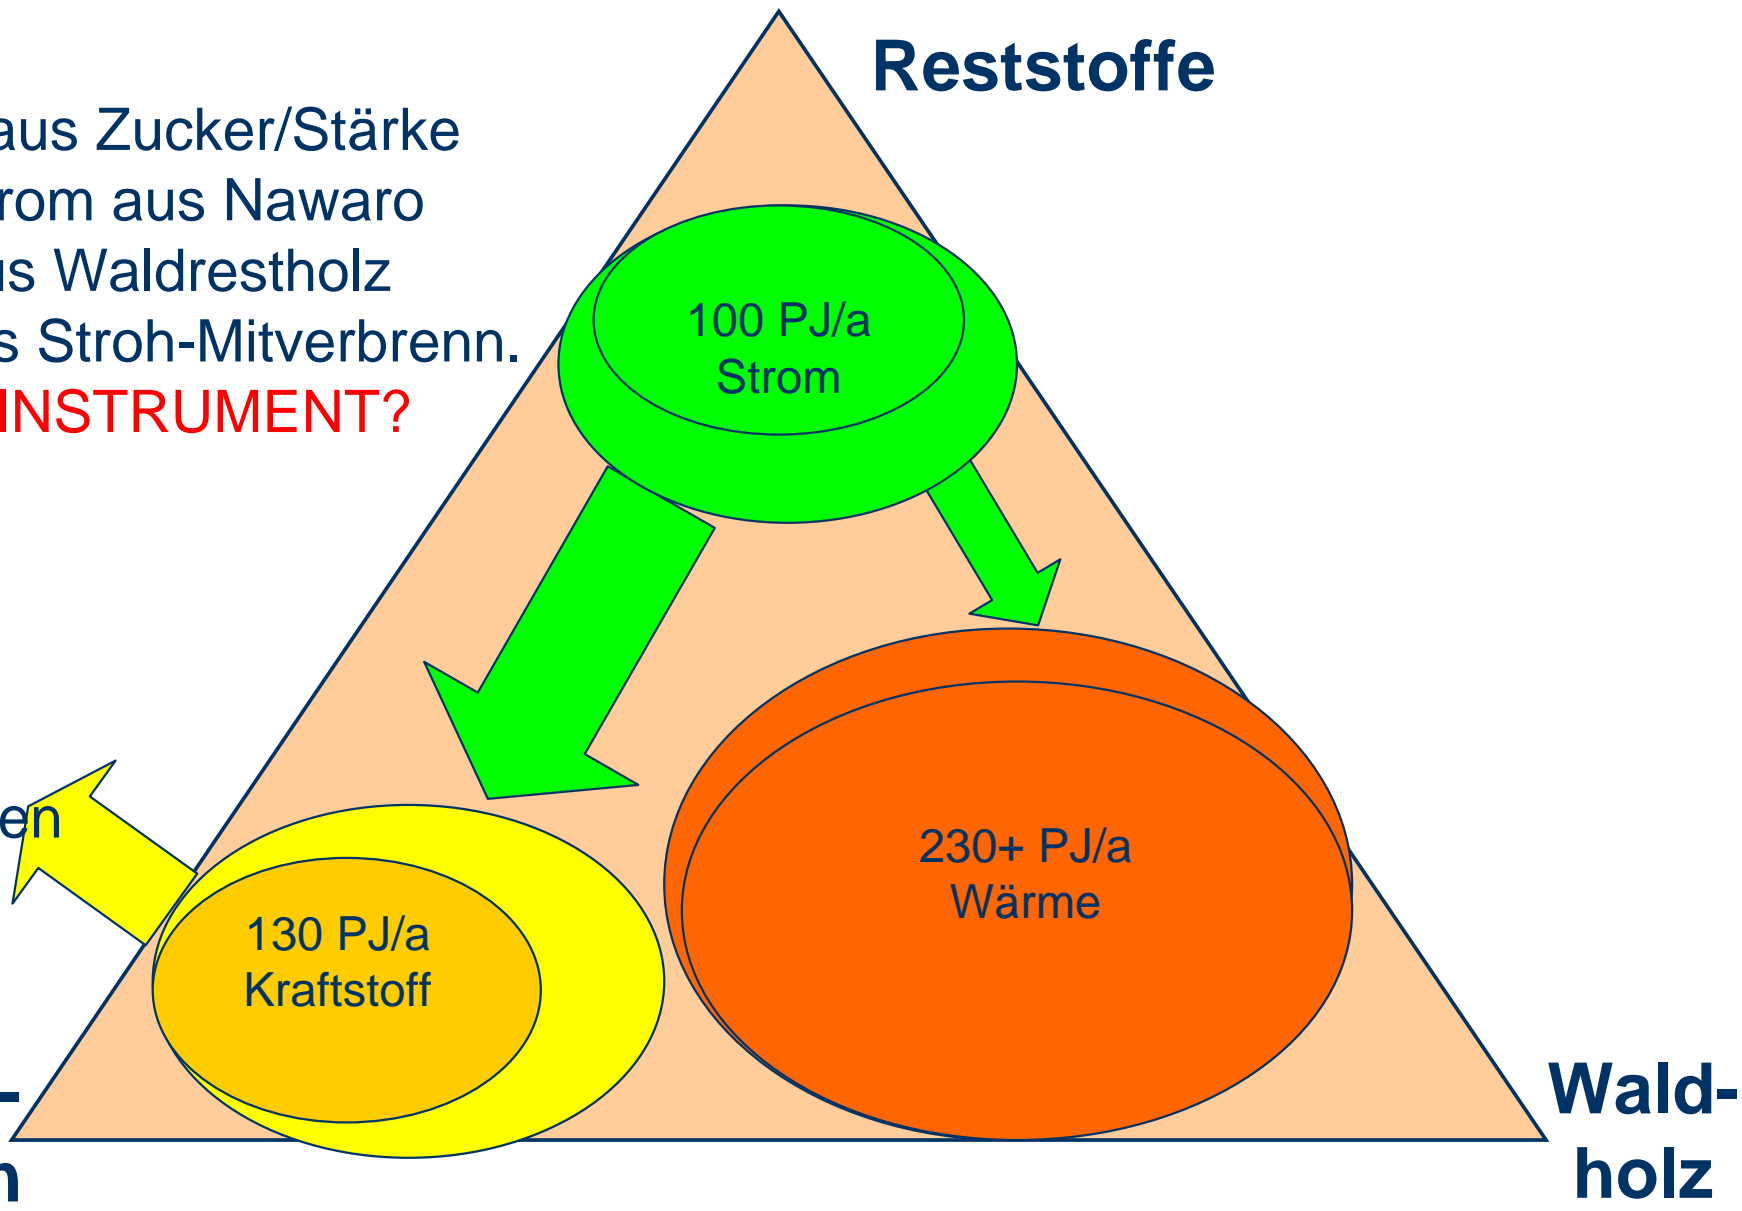 Reststoffe
aus Zucker/Stärke
rom aus Nawaro
us Waldrestholz
s Stroh-Mitverbrenn.
INSTRUMENT?
100 PJ/a
Strom
en
230+ PJ/a
Wärme
130 PJ/a
Kraftstoff
-
n
Wald-
holz